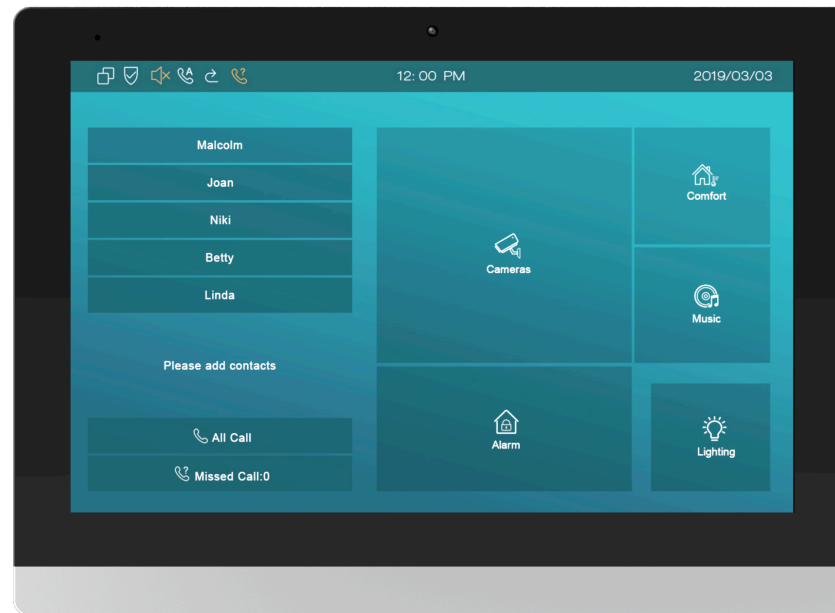 12:00 PM
2019/03/03
Malcolm
Joan
Niki
Betty
Linda
Please add contacts
All Call
Missed Call:0
Cameras
Comfort
Music
Alarm
Lighting